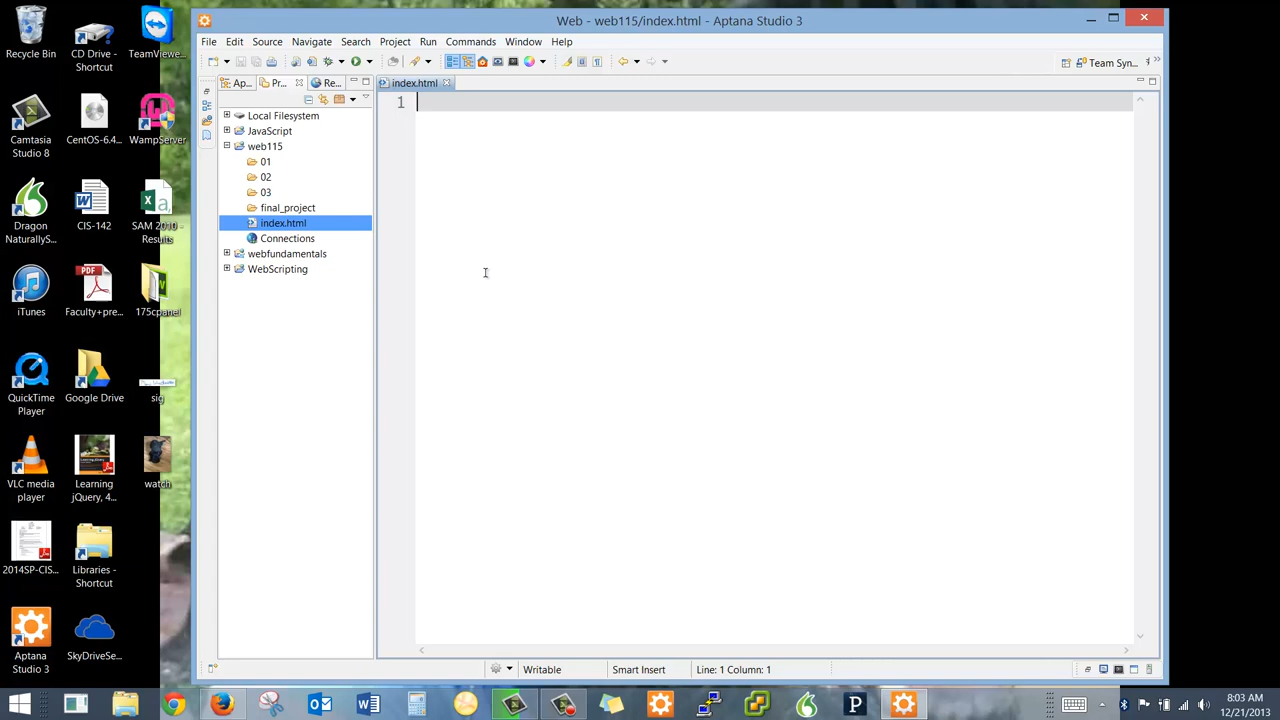 Web - web115/index.html - Aptana Studio 3
File Edit Source Navigate Search Project Run Commands Window Help
Team Syn...
Ap... Pr... Re...
index.html
1
Local Filesystem
JavaScript
web115
01
02
03
final_project
index.html
Connections
webfundamentals
WebScripting
Writable Smart Insert Line: 1 Column: 1
Recycle Bin
CD Drive -
Shortcut
TeamViewe...
Camtasia
Studio 8
CentOS-6.4...
WampServer
Dragon
NaturallyS...
CIS-142
SAM 2010 -
Results
iTunes
Faculty+pre...
175cpanel
QuickTime
Player
Google Drive
sig
VLC media
player
Learning
jQuery, 4...
watch
2014SP-CIS...
Libraries -
Shortcut
Aptana
Studio 3
SkyDriveSe...
8:03 AM
12/21/2013